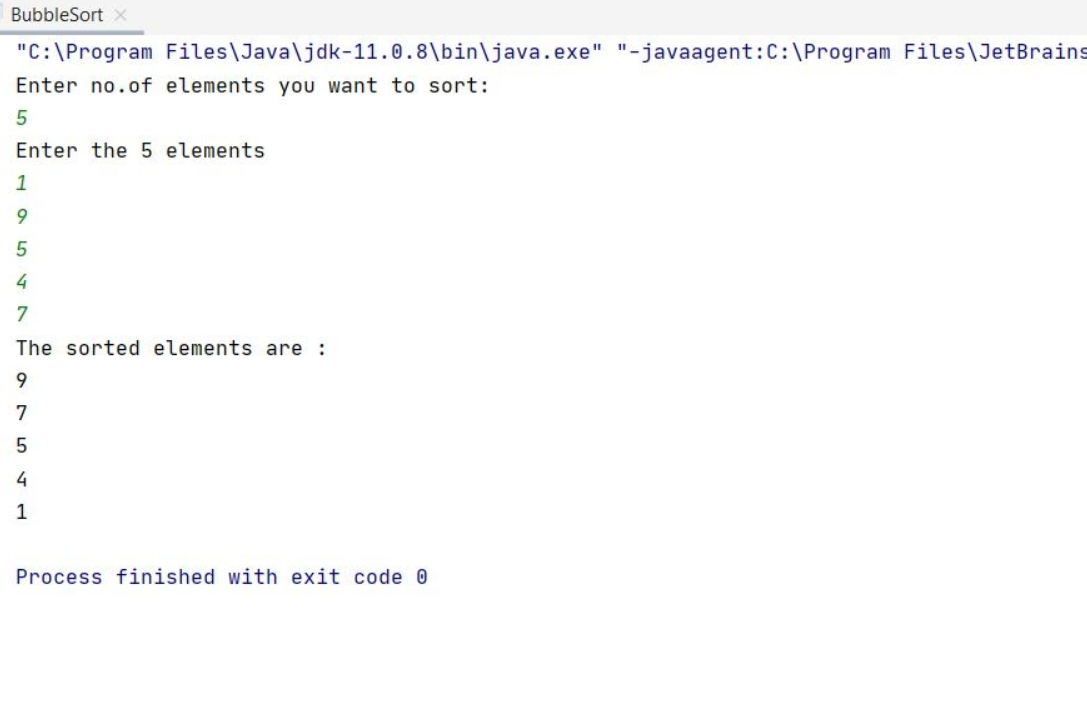 BubbleSort
"C:\Program Files\Java\jdk-11.0.8\bin\java.exe" "-javaagent:C:\Program Files\JetBrains
Enter no.of elements you want to sort:
5
Enter the 5 elements
1
9
5
4
7
The sorted elements are :
9
7
5
4
1
Process finished with exit code 0